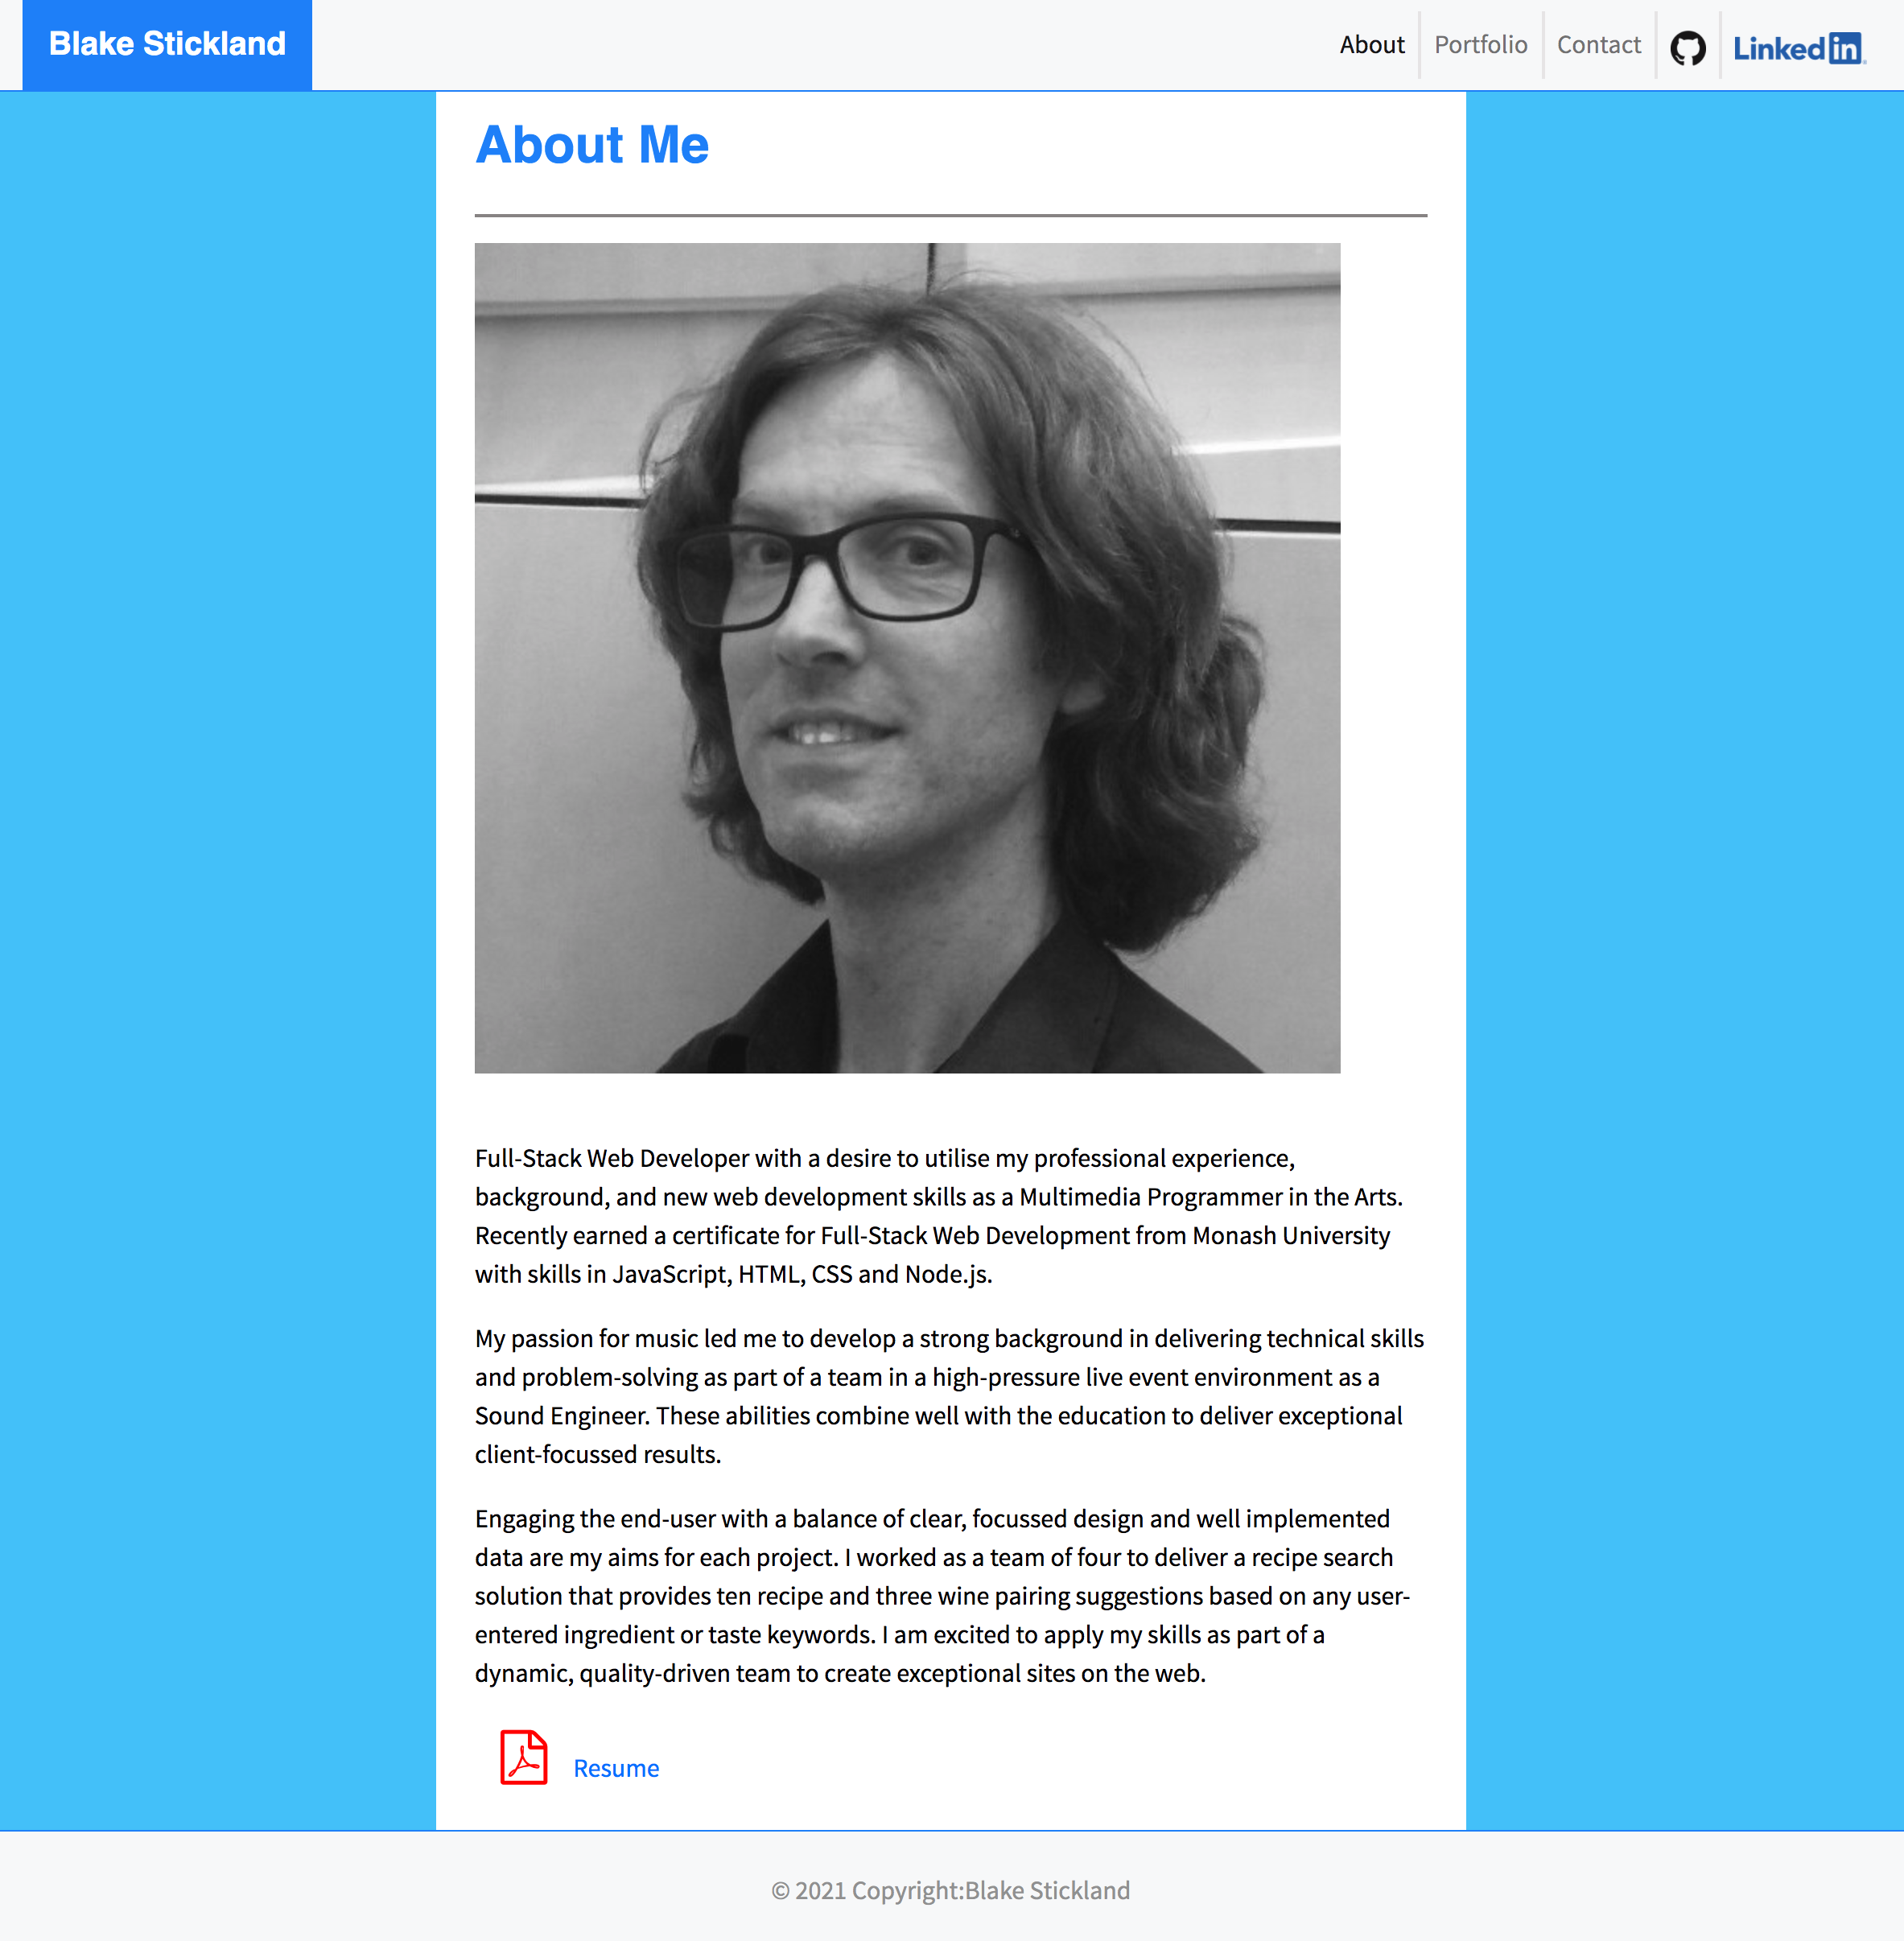 Blake Stickland
About
Portfolio
Contact
LinkedIn
About Me
Full-Stack Web Developer with a desire to utilise my professional experience,
background, and new web development skills as a Multimedia Programmer in the Arts.
Recently earned a certificate for Full-Stack Web Development from Monash University
with skills in JavaScript, HTML, CSS and Node.js.
My passion for music led me to develop a strong background in delivering technical skills
and problem-solving as part of a team in a high-pressure live event environment as a
Sound Engineer. These abilities combine well with the education to deliver exceptional
client-focussed results.
Engaging the end-user with a balance of clear, focussed design and well implemented
data are my aims for each project. I worked as a team of four to deliver a recipe search
solution that provides ten recipe and three wine pairing suggestions based on any user-
entered ingredient or taste keywords. I am excited to apply my skills as part of a
dynamic, quality-driven team to create exceptional sites on the web.
Resume
© 2021 Copyright:Blake Stickland